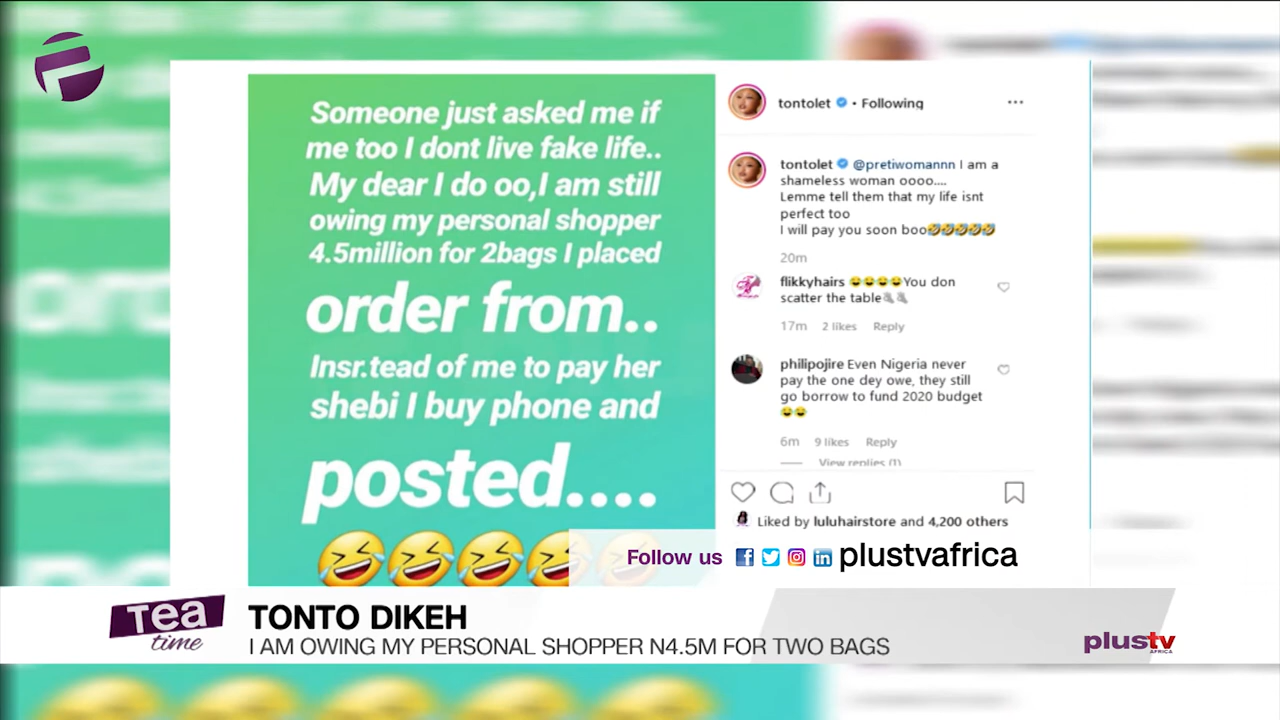 Someone just asked me if
me too I dont live fake life..
My dear I do oo,I am still
owing my personal shopper
4.5million for 2bags I placed
order from..
Insr.tead of me to pay her
shebi I buy phone and
posted....
tontolet • Following
tontolet @pretiwomannn I am a
shameless woman oooo....
Lemme tell them that my life isnt
perfect too
I will pay you soon boo🤣🤣🤣🤣🤣
20m
flikkyhairs 😂😂😂😂You don
scatter the table
17m 2 likes Reply
philipojire Even Nigeria never
pay the one dey owe, they still
go borrow to fund 2020 budget
😂😂
6m 9 likes Reply
View replies (1)
Liked by luluhairstore and 4,200 others
Follow us plustvafrica
Tea
time
TONTO DIKEH
I AM OWING MY PERSONAL SHOPPER N4.5M FOR TWO BAGS
plustv
AFRICA